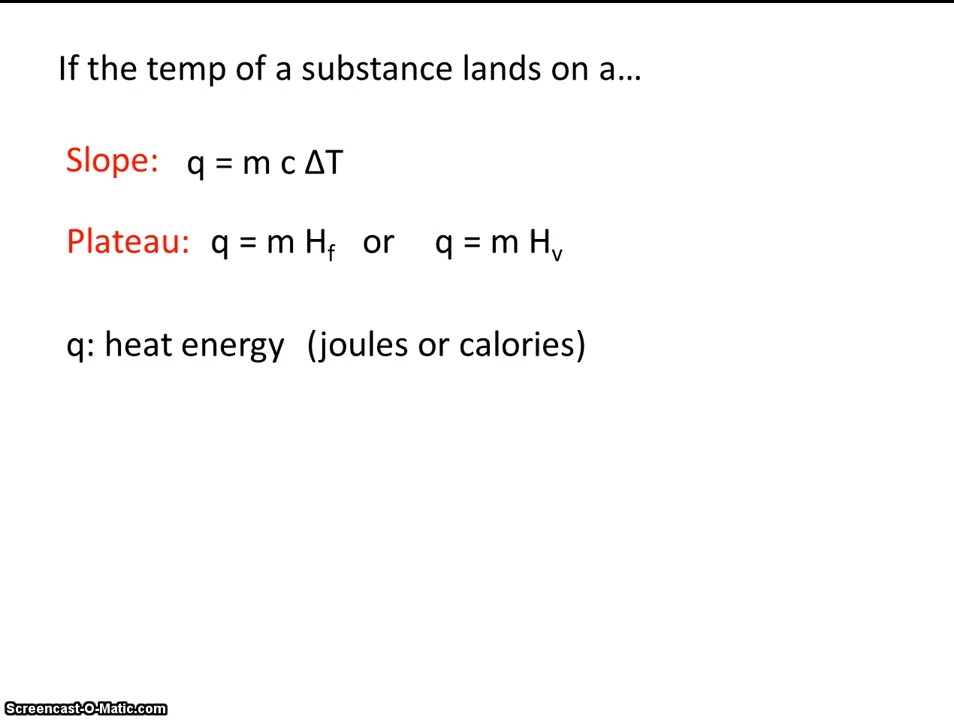 If the temp of a substance lands on a...
Slope: q = m c ΔT
Plateau: q = m H_f or q = m H_v
q: heat energy (joules or calories)
Screencast-O-Matic.com